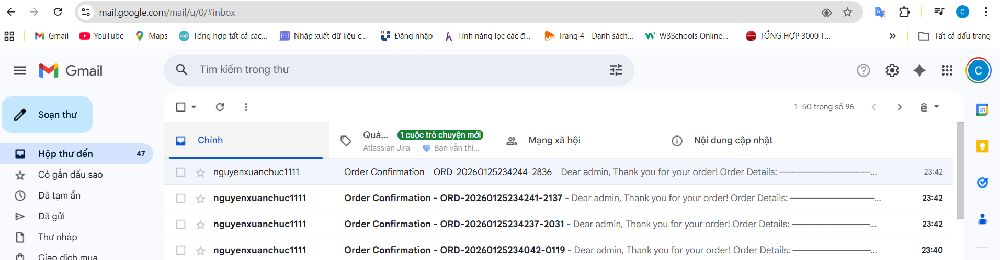 mail.google.com/mail/u/0/#inbox
C
Gmail
YouTube
Maps
Tổng hợp tất cả các...
Nhập xuất dữ liệu c...
Đăng nhập
Tính năng lọc các đ...
Trang 4 - Danh sách...
W3Schools Online...
TỔNG HỢP 3000 T...
»
Tất cả dấu trang
Gmail
Tìm kiếm trong thư
C
Soạn thư
1–50 trong số 96
Chính
Quả... 1 cuộc trò chuyện mới
Atlassian Jira — 💙 Bạn vẫn thí...
Mạng xã hội
Nội dung cập nhật
31
Hộp thư đến 47
Có gắn dấu sao
Đã tạm ẩn
Đã gửi
Thư nháp
Giao dịch mua
nguyenxuanchuc1111 Order Confirmation - ORD-20260125234244-2836 - Dear admin, Thank you for your order! Order Details: ────────────────... 23:42
nguyenxuanchuc1111 Order Confirmation - ORD-20260125234241-2137 - Dear admin, Thank you for your order! Order Details: ────────────────... 23:42
nguyenxuanchuc1111 Order Confirmation - ORD-20260125234237-2031 - Dear admin, Thank you for your order! Order Details: ────────────────... 23:42
nguyenxuanchuc1111 Order Confirmation - ORD-20260125234042-0119 - Dear admin, Thank you for your order! Order Details: ────────────────... 23:40